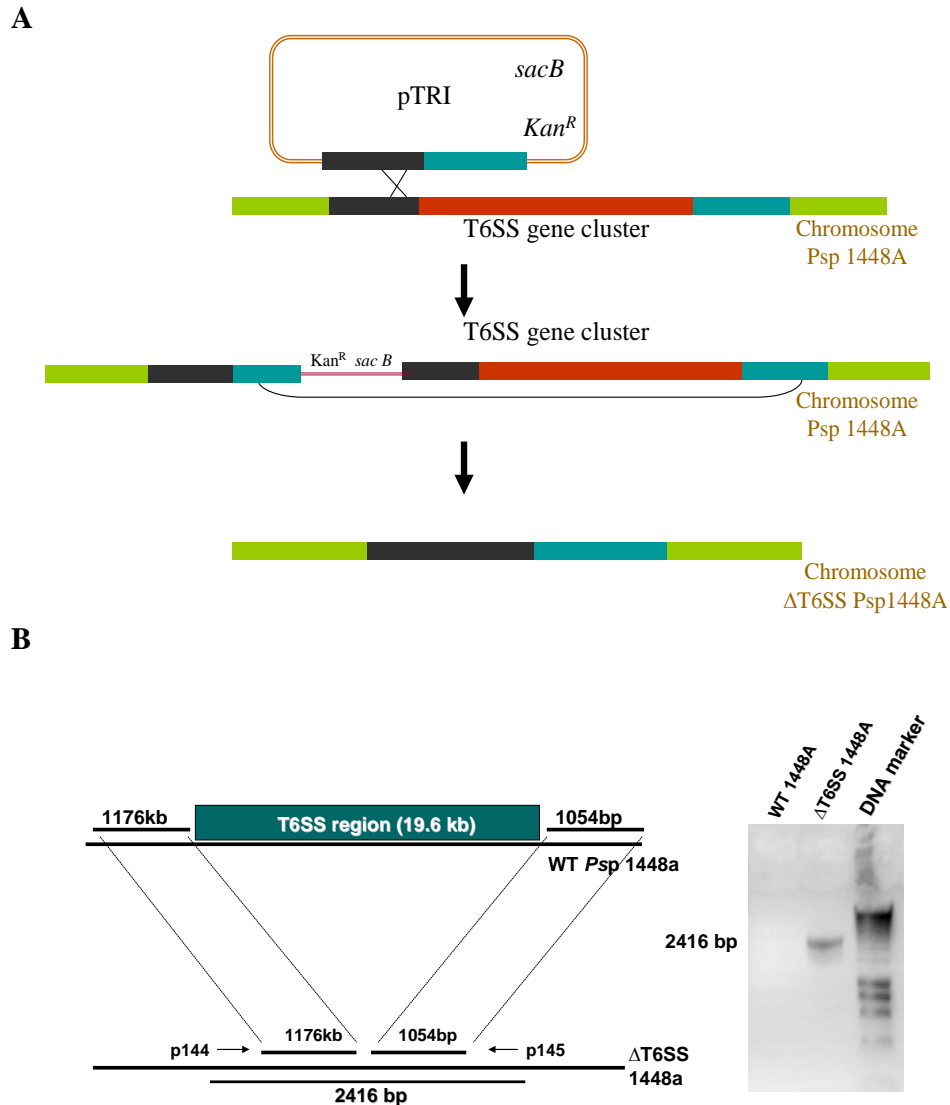 A
sacB
pTRI
Kan^R
T6SS gene cluster
Chromosome
Psp 1448A
T6SS gene cluster
Kan^R sac B
Chromosome
Psp 1448A
Chromosome
ΔT6SS Psp1448A
B
WT 1448A
ΔT6SS 1448A
DNA marker
1176kb
T6SS region (19.6 kb)
1054bp
WT Psp 1448a
2416 bp
1176kb
1054bp
p144
p145
ΔT6SS
1448a
2416 bp